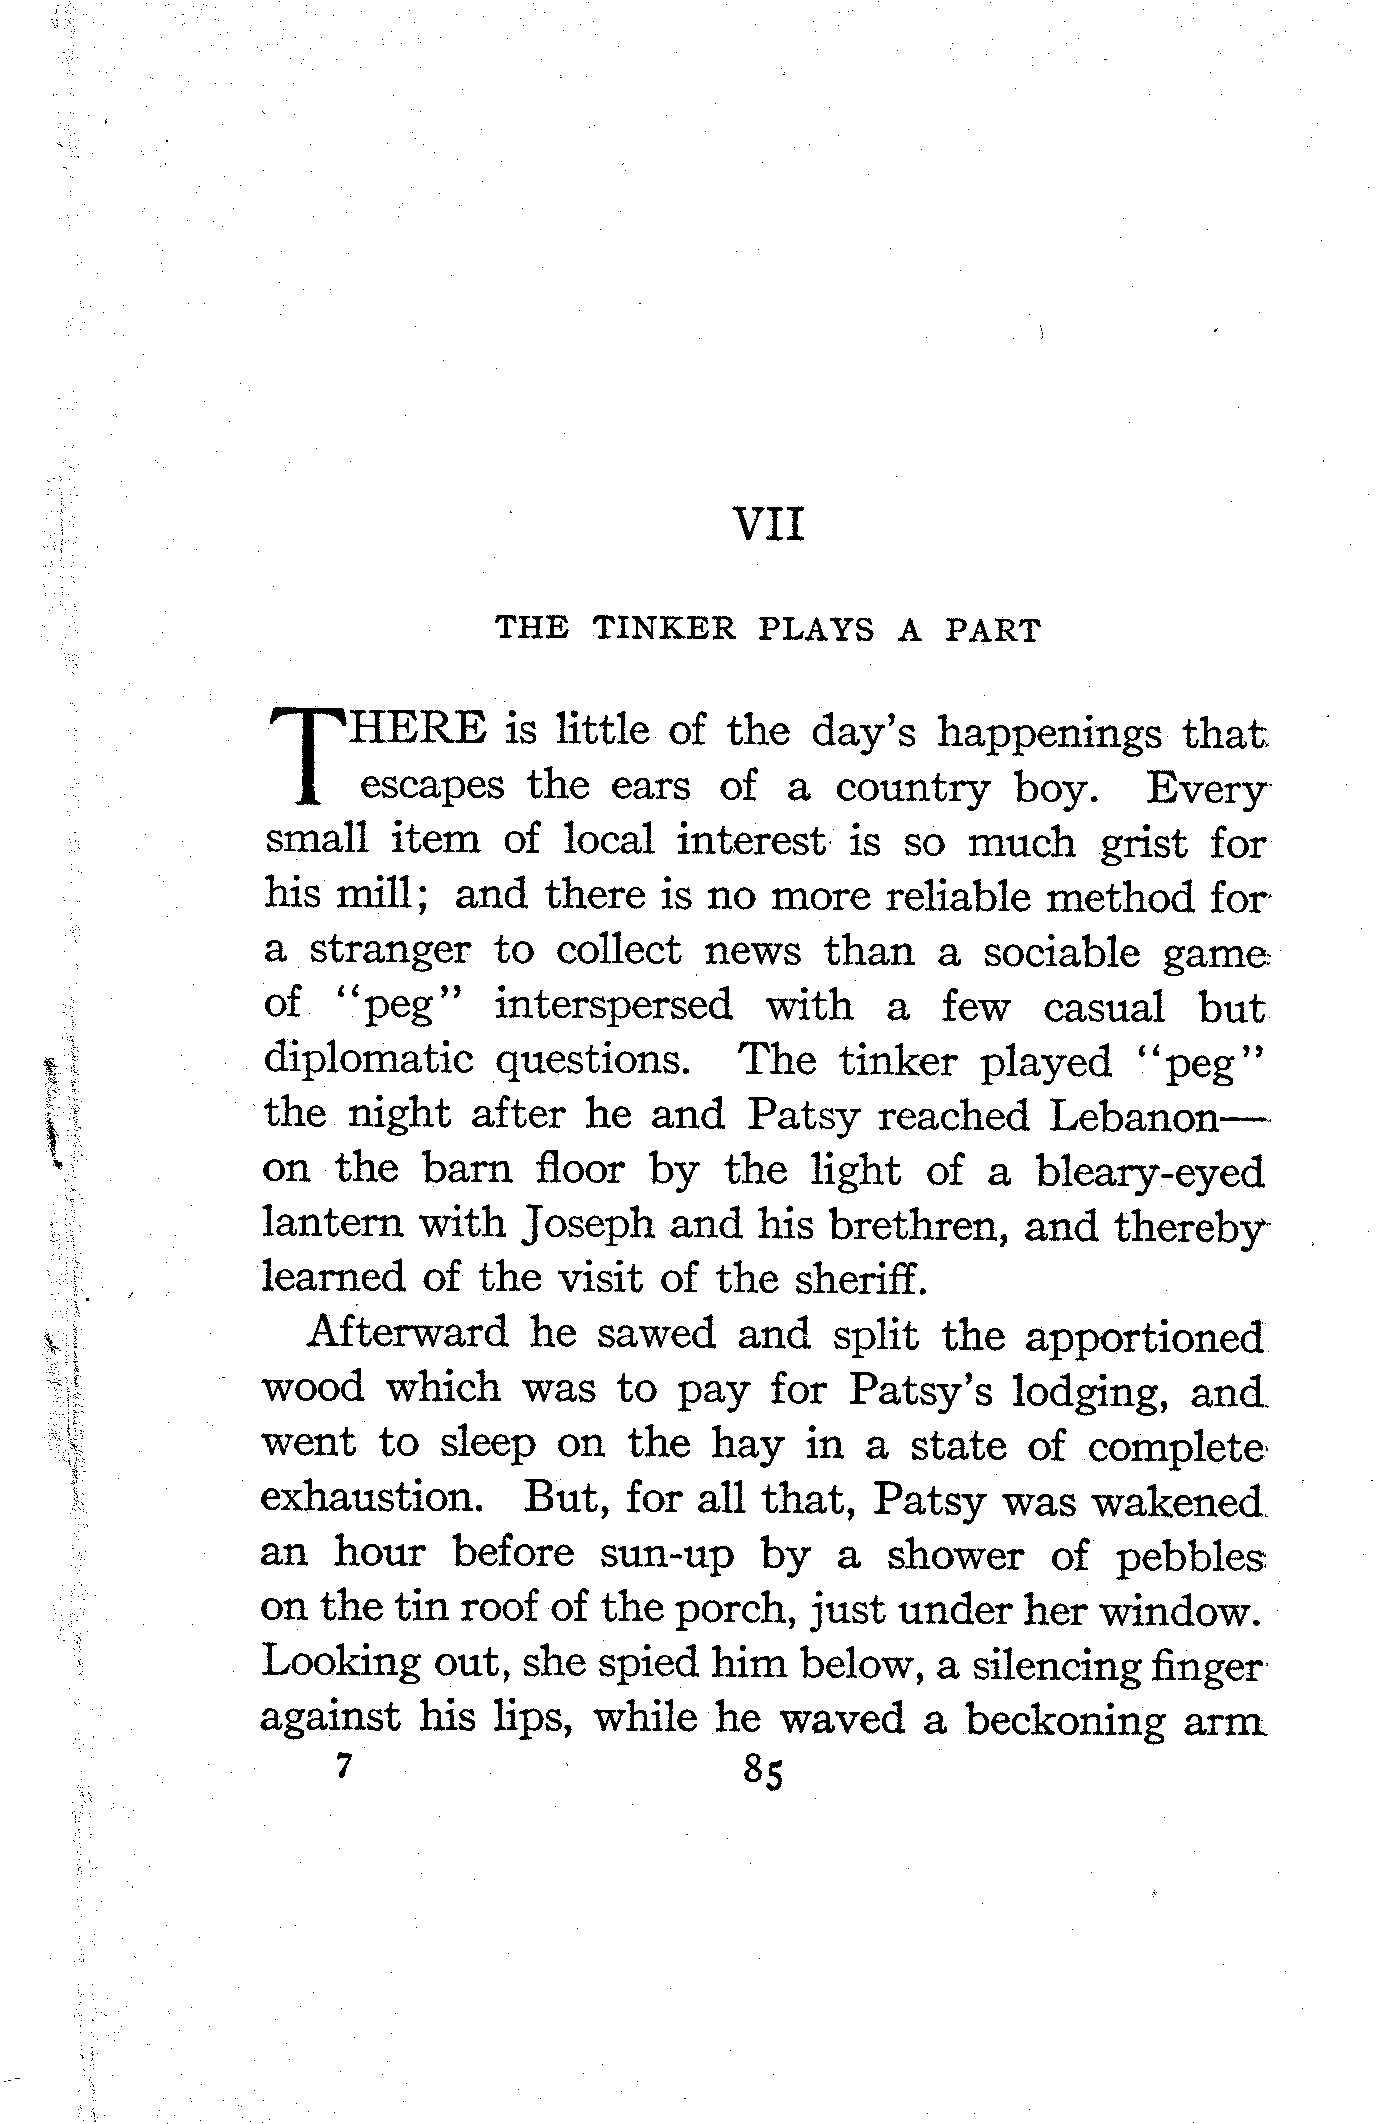 VII
THE TINKER PLAYS A PART
THERE is little of the day's happenings that
escapes the ears of a country boy. Every
small item of local interest is so much grist for
his mill; and there is no more reliable method for
a stranger to collect news than a sociable game
of "peg" interspersed with a few casual but
diplomatic questions. The tinker played "peg"
the night after he and Patsy reached Lebanon—
on the barn floor by the light of a bleary-eyed
lantern with Joseph and his brethren, and thereby
learned of the visit of the sheriff.
Afterward he sawed and split the apportioned
wood which was to pay for Patsy's lodging, and
went to sleep on the hay in a state of complete
exhaustion. But, for all that, Patsy was wakened
an hour before sun-up by a shower of pebbles
on the tin roof of the porch, just under her window.
Looking out, she spied him below, a silencing finger
against his lips, while he waved a beckoning arm
7 85